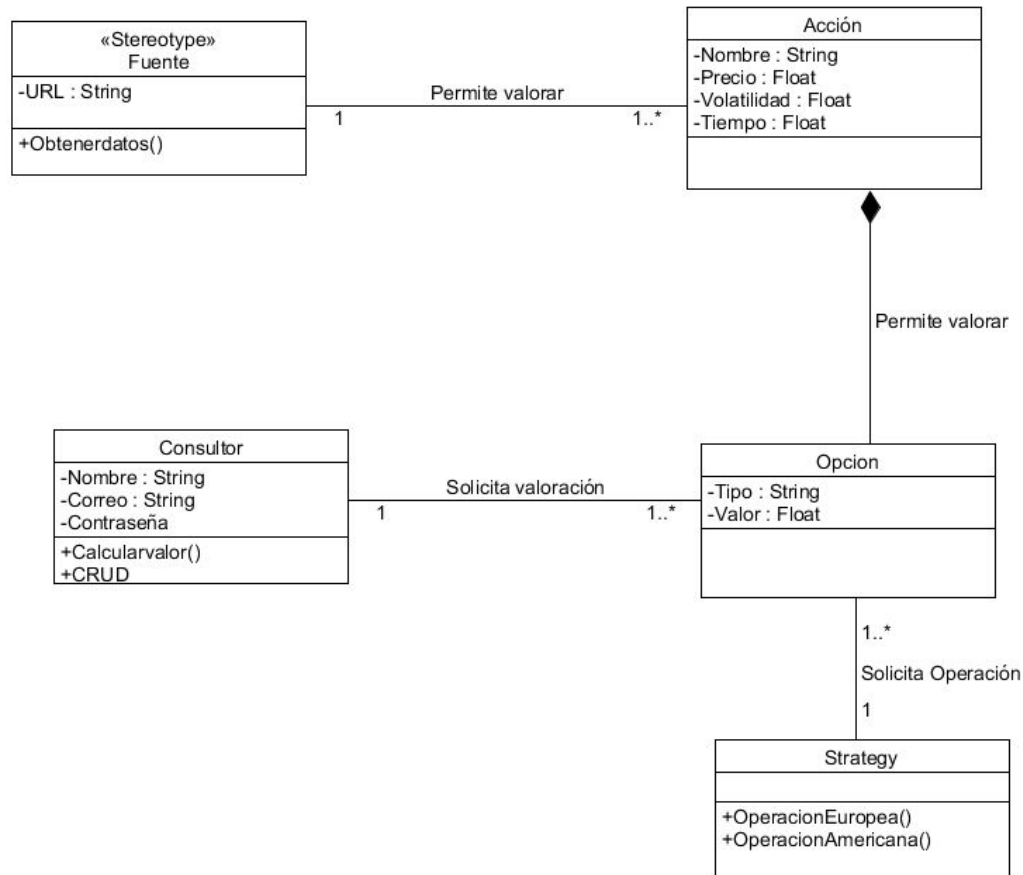 «Stereotype»
Fuente
-URL : String
+Obtenerdatos()
Permite valorar
1
1..*
Acción
-Nombre : String
-Precio : Float
-Volatilidad : Float
-Tiempo : Float
Permite valorar
Consultor
-Nombre : String
-Correo : String
-Contraseña
+Calcularvalor()
+CRUD
Solicita valoración
1
1..*
Opcion
-Tipo : String
-Valor : Float
1..*
Solicita Operación
1
Strategy
+OperacionEuropea()
+OperacionAmericana()